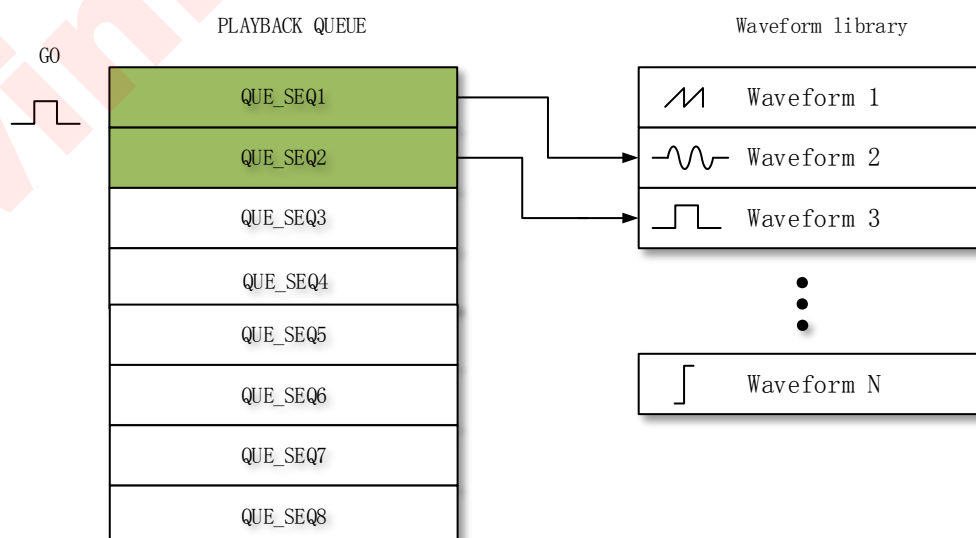 PLAYBACK QUEUE
Waveform library
GO
QUE_SEQ1
QUE_SEQ2
QUE_SEQ3
QUE_SEQ4
QUE_SEQ5
QUE_SEQ6
QUE_SEQ7
QUE_SEQ8
Waveform 1
Waveform 2
Waveform 3
Waveform N